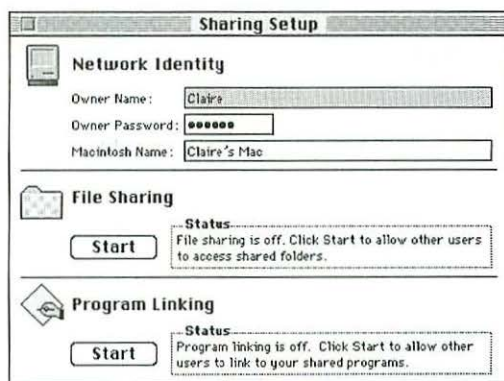 Sharing Setup
Network Identity
Owner Name:
Claire
Owner Password:
●●●●●●
Macintosh Name:
Claire's Mac
File Sharing
Start
Status
File sharing is off. Click Start to allow other users
to access shared folders.
Program Linking
Start
Status
Program linking is off. Click Start to allow other
users to link to your shared programs.